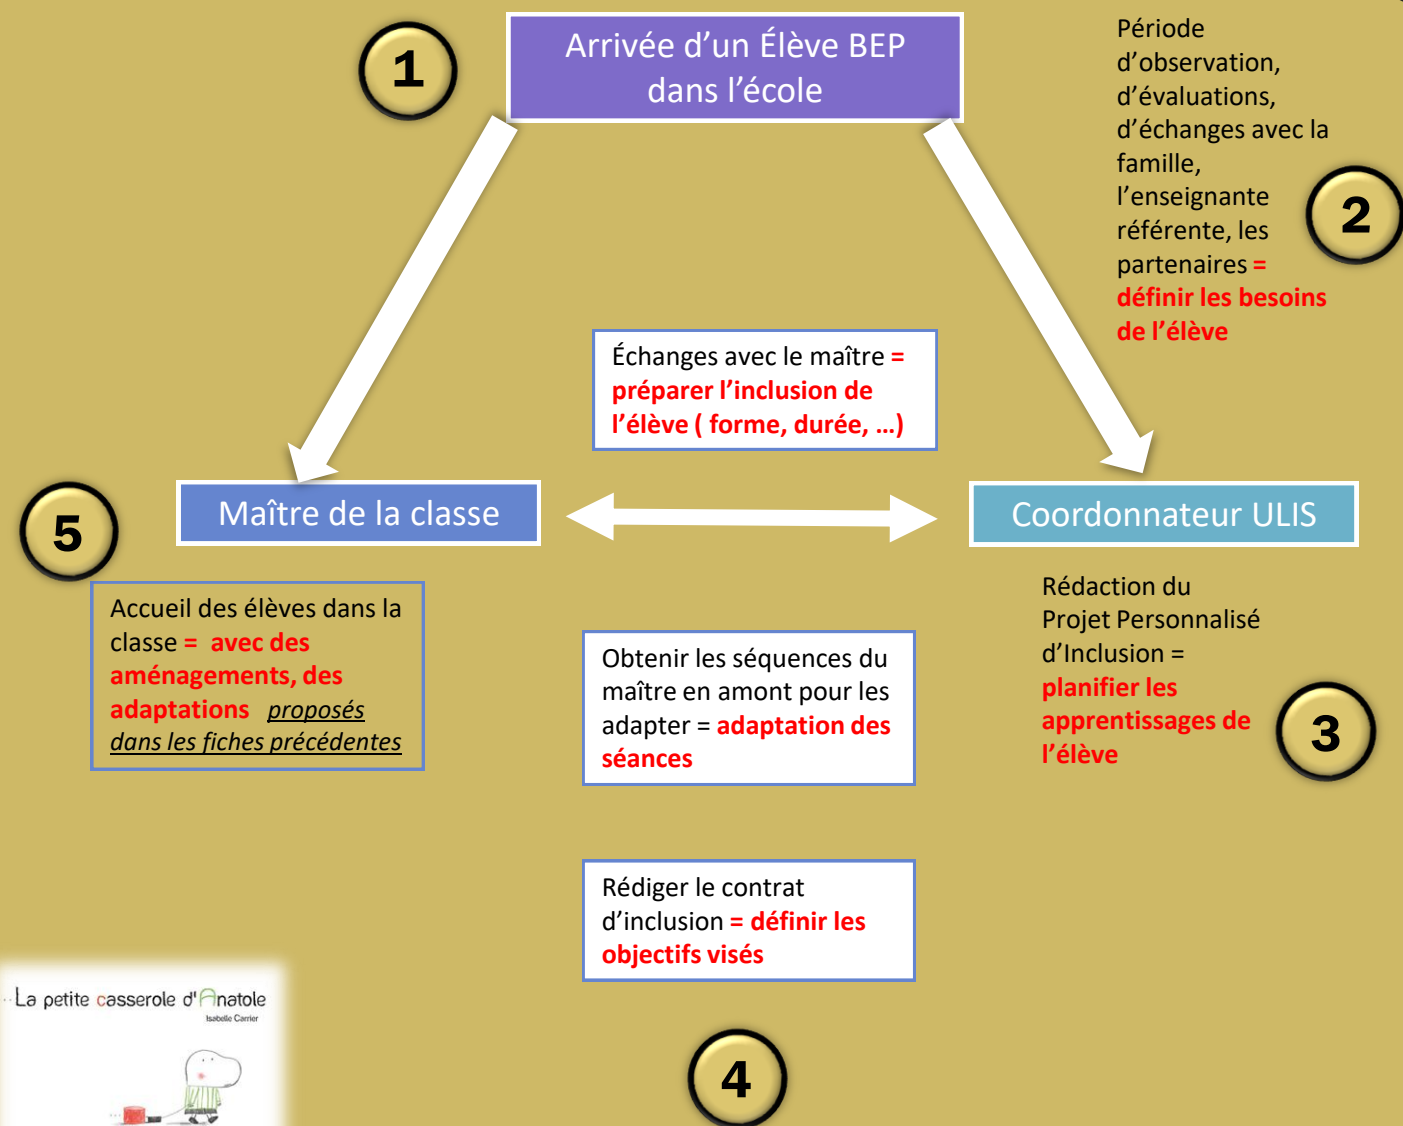 1
Arrivée d’un Élève BEP
dans l’école
Période
d’observation,
d’évaluations,
d’échanges avec la
famille,
l’enseignante
référente, les
partenaires =
définir les besoins
de l’élève
2
Échanges avec le maître =
préparer l’inclusion de
l’élève ( forme, durée, …)
5
Maître de la classe
Coordonnateur ULIS
Accueil des élèves dans la
classe = avec des
aménagements, des
adaptations proposés
dans les fiches précédentes
Obtenir les séquences du
maître en amont pour les
adapter = adaptation des
séances
Rédaction du
Projet Personnalisé
d’Inclusion =
planifier les
apprentissages de
l’élève
3
Rédiger le contrat
d’inclusion = définir les
objectifs visés
4
La petite casserole d'Anatole
Isabelle Carrier